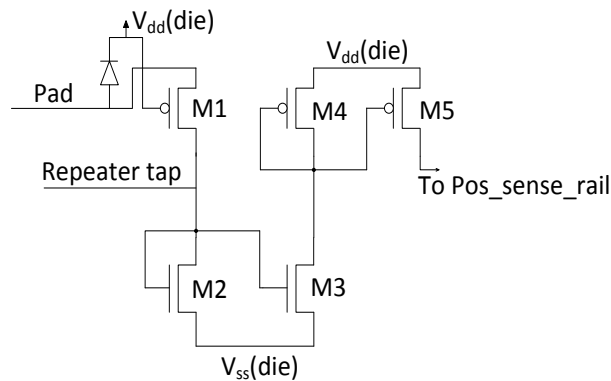 Vdd(die)
Vdd(die)
Pad
M1
M4
M5
Repeater tap
To Pos_sense_rail
M2
M3
Vss(die)